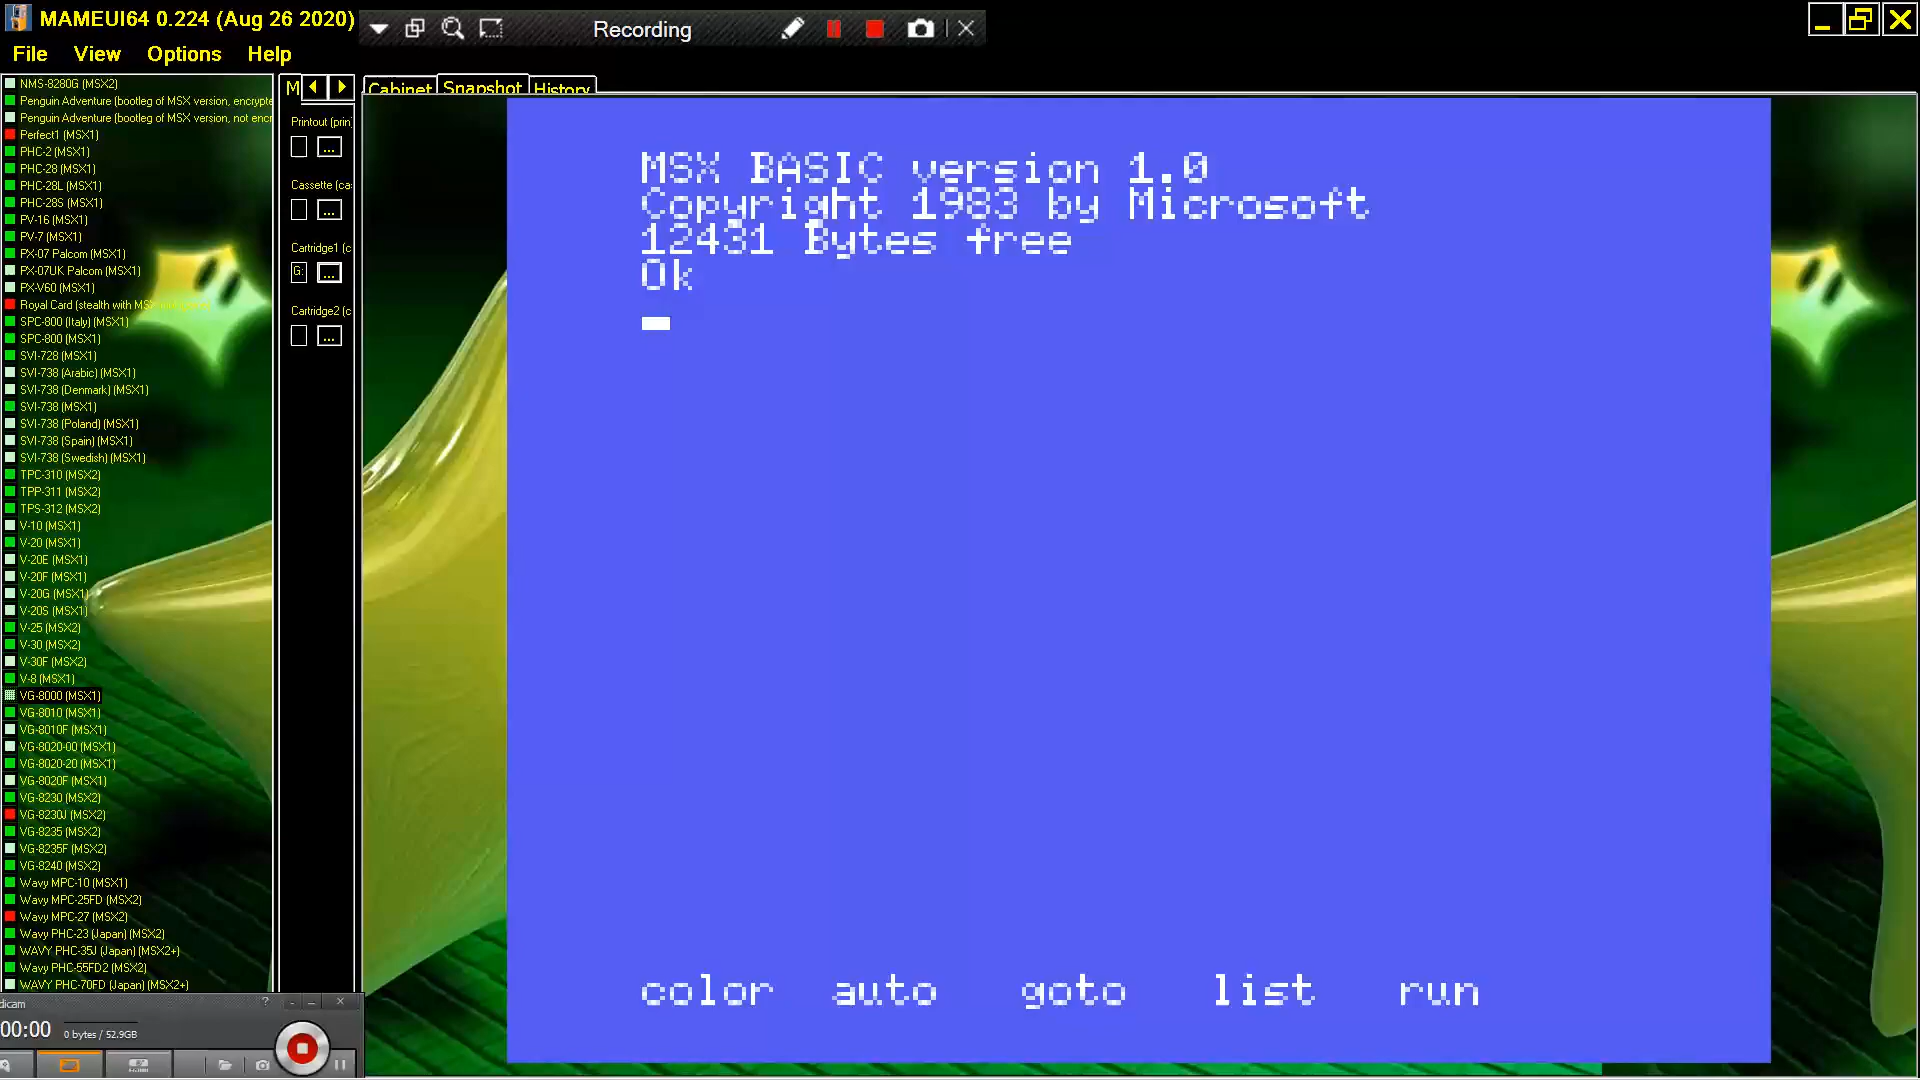 MAMEUI64 0.224 (Aug 26 2020)
Recording
File View Options Help
NMS-8280G (MSX2)
Penguin Adventure (bootleg of MSX version, encrypte
Penguin Adventure (bootleg of MSX version, not encr
Perfect1 (MSX1)
PHC-2 (MSX1)
PHC-28 (MSX1)
PHC-28L (MSX1)
PHC-28S (MSX1)
PV-16 (MSX1)
PV-7 (MSX1)
PX-07 Palcom (MSX1)
PX-07UK Palcom (MSX1)
PX-V60 (MSX1)
Royal Card (stealth with MS
SPC-800 (Italy) (MSX1)
SPC-800 (MSX1)
SVI-728 (MSX1)
SVI-738 (Arabic) (MSX1)
SVI-738 (Denmark) (MSX1)
SVI-738 (MSX1)
SVI-738 (Poland) (MSX1)
SVI-738 (Spain) (MSX1)
SVI-738 (Swedish) (MSX1)
TPC-310 (MSX2)
TPP-311 (MSX2)
TPS-312 (MSX2)
V-10 (MSX1)
V-20 (MSX1)
V-20E (MSX1)
V-20F (MSX1)
V-20G (MSX1)
V-20S (MSX1)
V-25 (MSX2)
V-30 (MSX2)
V-30F (MSX2)
V-8 (MSX1)
VG-8000 (MSX1)
VG-8010 (MSX1)
VG-8010F (MSX1)
VG-8020-00 (MSX1)
VG-8020-20 (MSX1)
VG-8020F (MSX1)
VG-8230 (MSX2)
VG-8230J (MSX2)
VG-8235 (MSX2)
VG-8235F (MSX2)
VG-8240 (MSX2)
Wavy MPC-10 (MSX1)
Wavy MPC-25FD (MSX2)
Wavy MPC-27 (MSX2)
Wavy PHC-23 (Japan) (MSX2)
WAVY PHC-35J (Japan) (MSX2+)
Wavy PHC-55FD2 (MSX2)
WAVY PHC-70FD (Japan) (MSX2+)
M
Printout (prin
...
Cassette (ca
...
Cartridge1 (c
G: ...
Cartridge2 (c
...
Cabinet Snapshot History
MSX BASIC version 1.0
Copyright 1983 by Microsoft
12431 Bytes free
Ok
color auto goto list run
dicam ?
00:00 0 bytes / 52.9GB